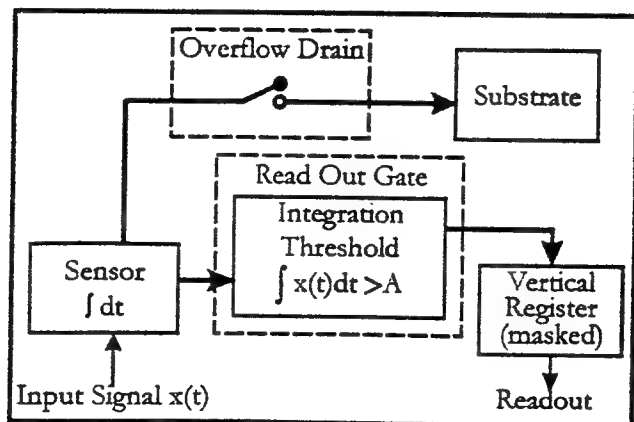 Overflow Drain
Substrate
Read Out Gate
Integration
Threshold
∫ x(t)dt >A
Sensor
∫ dt
Vertical
Register
(masked)
Input Signal x(t)
Readout